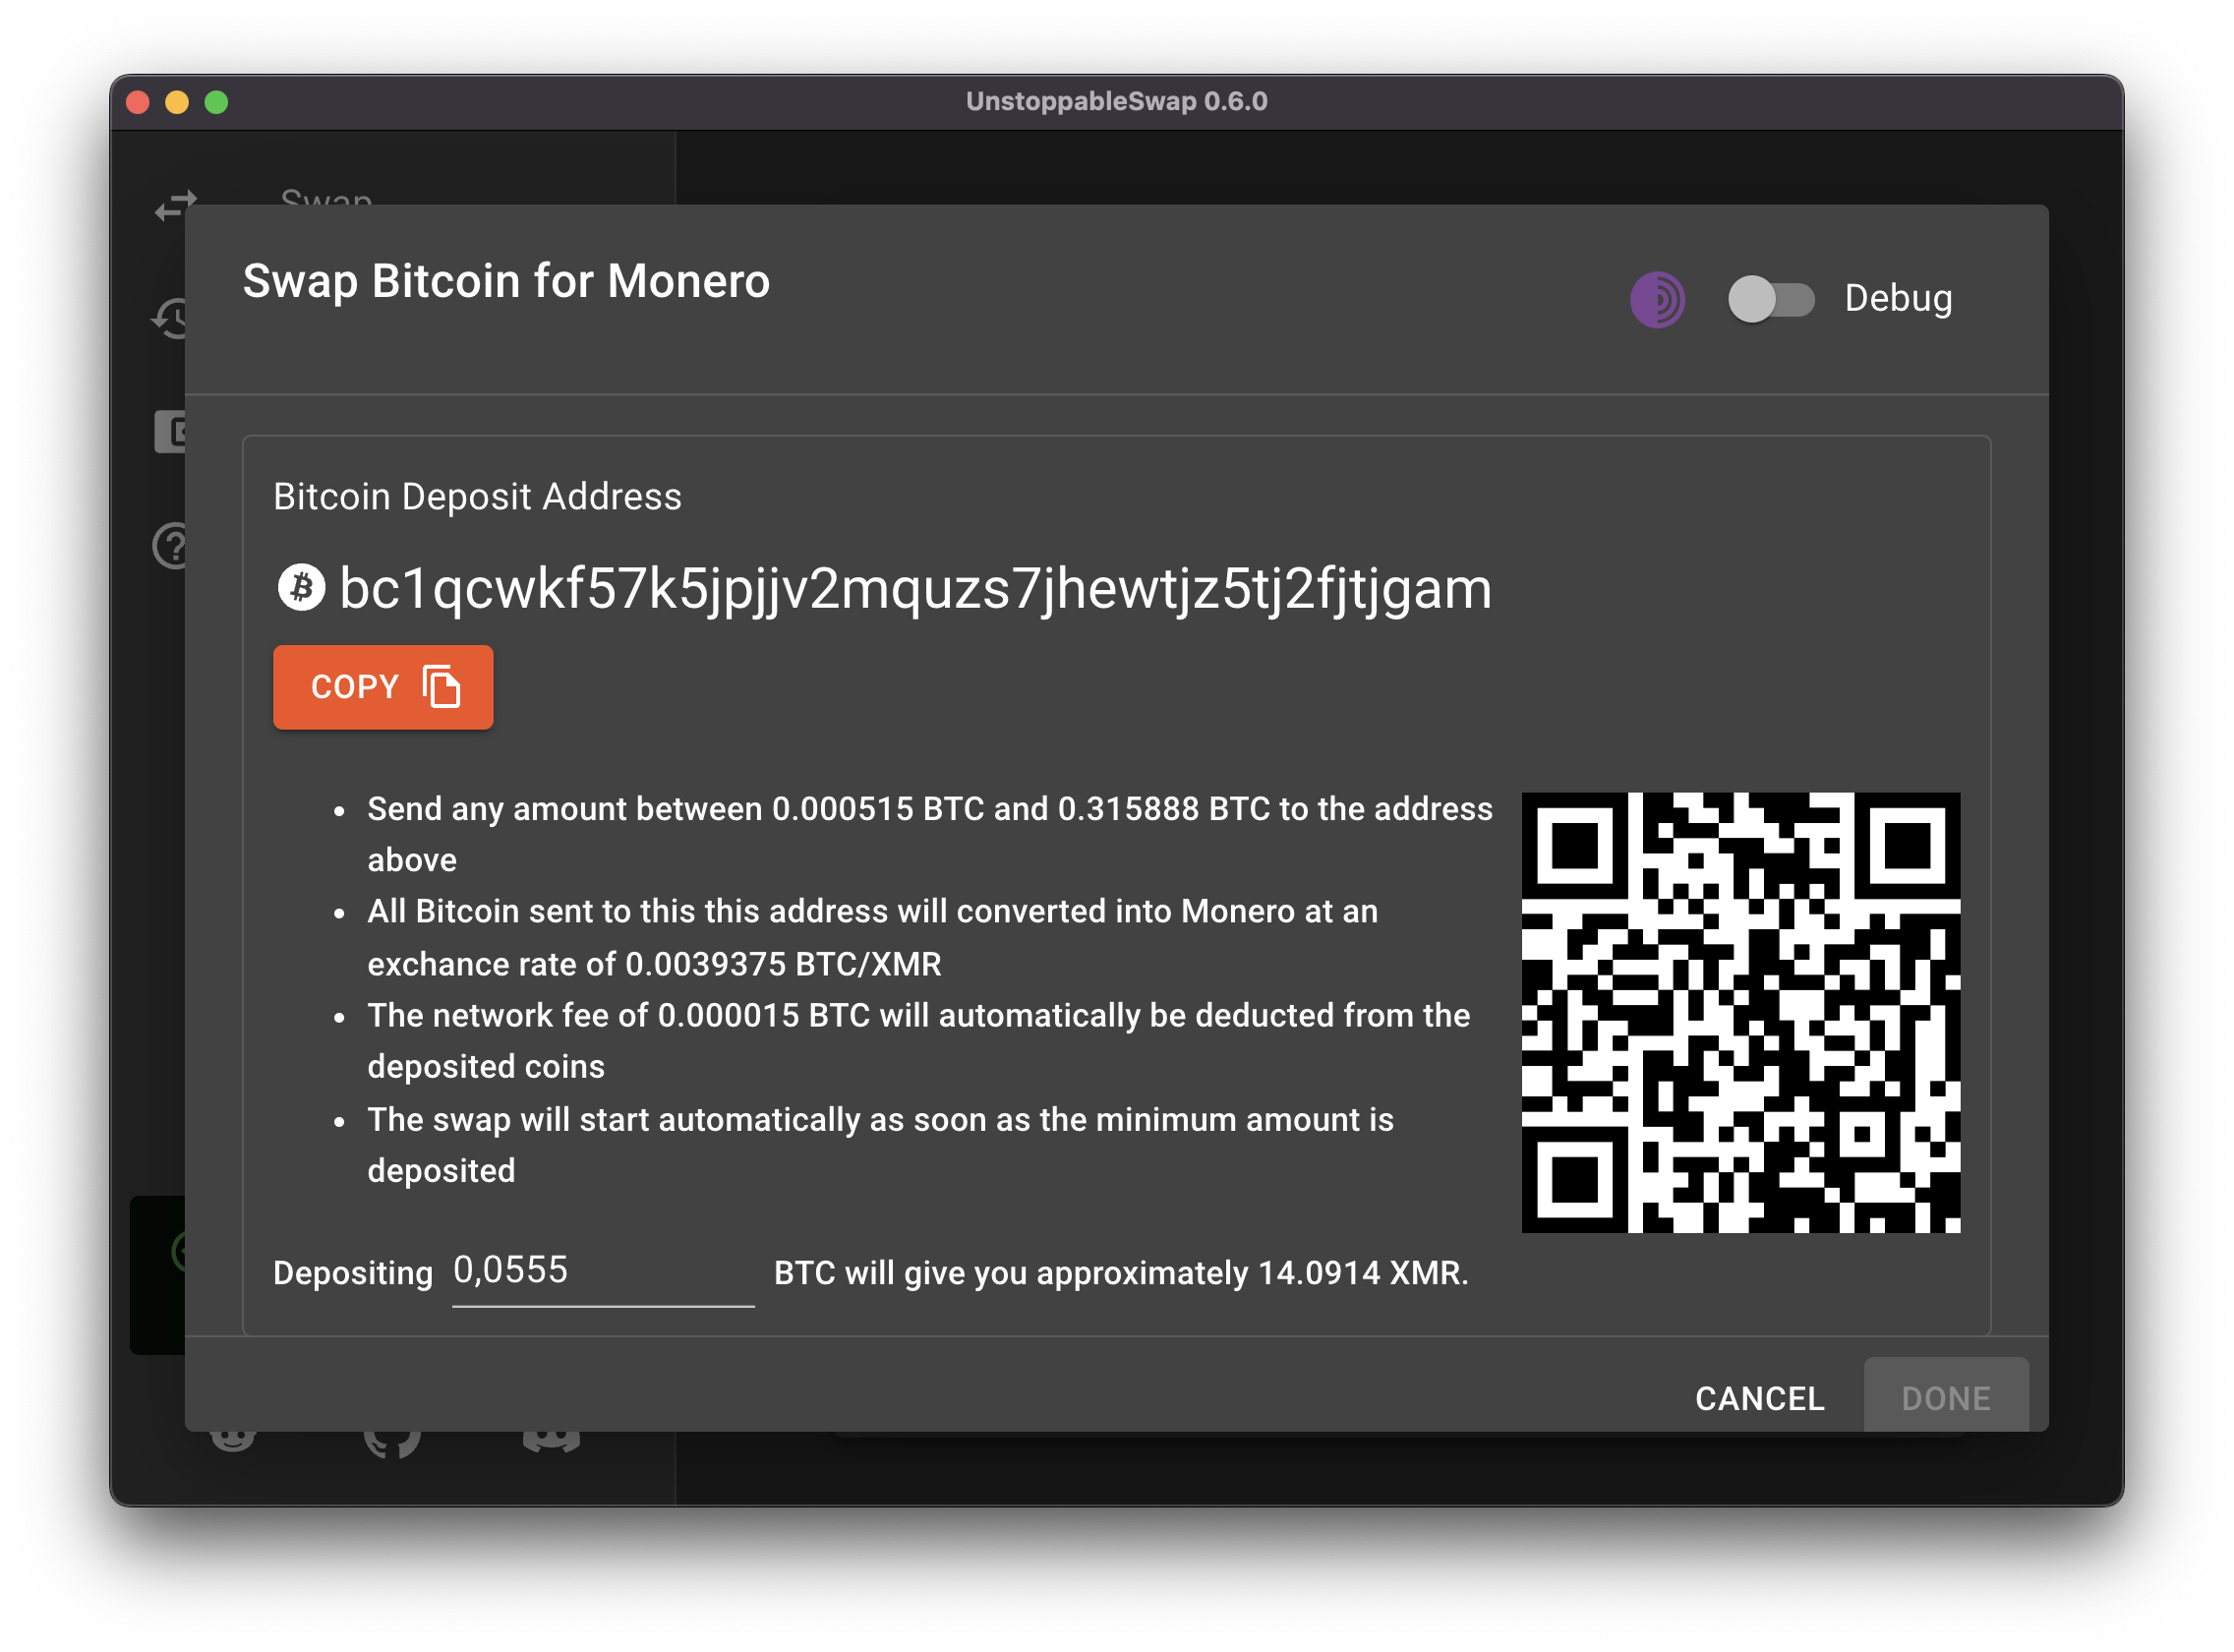 UnstoppableSwap 0.6.0
Swap
Swap Bitcoin for Monero
Debug
Bitcoin Deposit Address
bc1qcwkf57k5jpjjv2mquzs7jhewtjz5tj2fjtjgam
COPY
• Send any amount between 0.000515 BTC and 0.315888 BTC to the address
above
• All Bitcoin sent to this this address will converted into Monero at an
exchance rate of 0.0039375 BTC/XMR
• The network fee of 0.000015 BTC will automatically be deducted from the
deposited coins
• The swap will start automatically as soon as the minimum amount is
deposited
Depositing 0,0555 BTC will give you approximately 14.0914 XMR.
CANCEL DONE